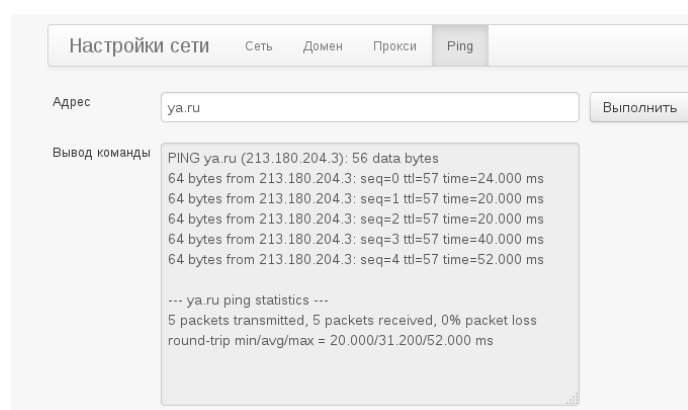 Настройки сети Сеть Домен Прокси Ping
Адрес ya.ru Выполнить
Вывод команды
PING ya.ru (213.180.204.3): 56 data bytes
64 bytes from 213.180.204.3: seq=0 ttl=57 time=24.000 ms
64 bytes from 213.180.204.3: seq=1 ttl=57 time=20.000 ms
64 bytes from 213.180.204.3: seq=2 ttl=57 time=20.000 ms
64 bytes from 213.180.204.3: seq=3 ttl=57 time=40.000 ms
64 bytes from 213.180.204.3: seq=4 ttl=57 time=52.000 ms
--- ya.ru ping statistics ---
5 packets transmitted, 5 packets received, 0% packet loss
round-trip min/avg/max = 20.000/31.200/52.000 ms